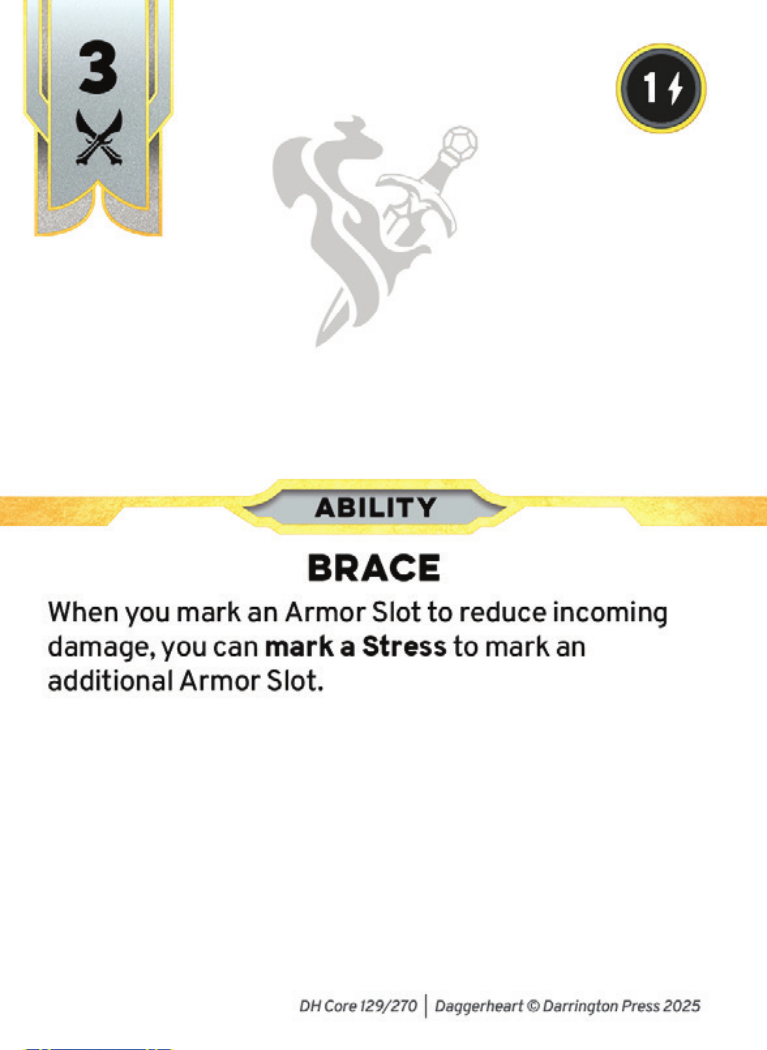 3
1
ABILITY
BRACE
When you mark an Armor Slot to reduce incoming
damage, you can mark a Stress to mark an
additional Armor Slot.
DH Core 129/270 | Daggerheart © Darrington Press 2025